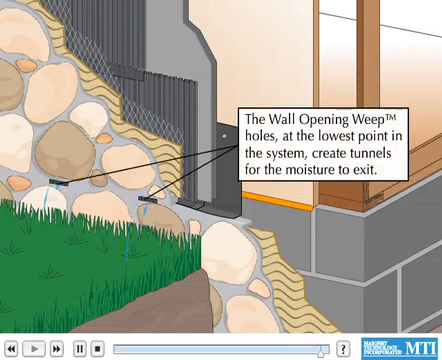 The Wall Opening Weep™
holes, at the lowest point in
the system, create tunnels
for the moisture to exit.
?
MASONRY
TECHNOLOGY
INCORPORATED
MTI